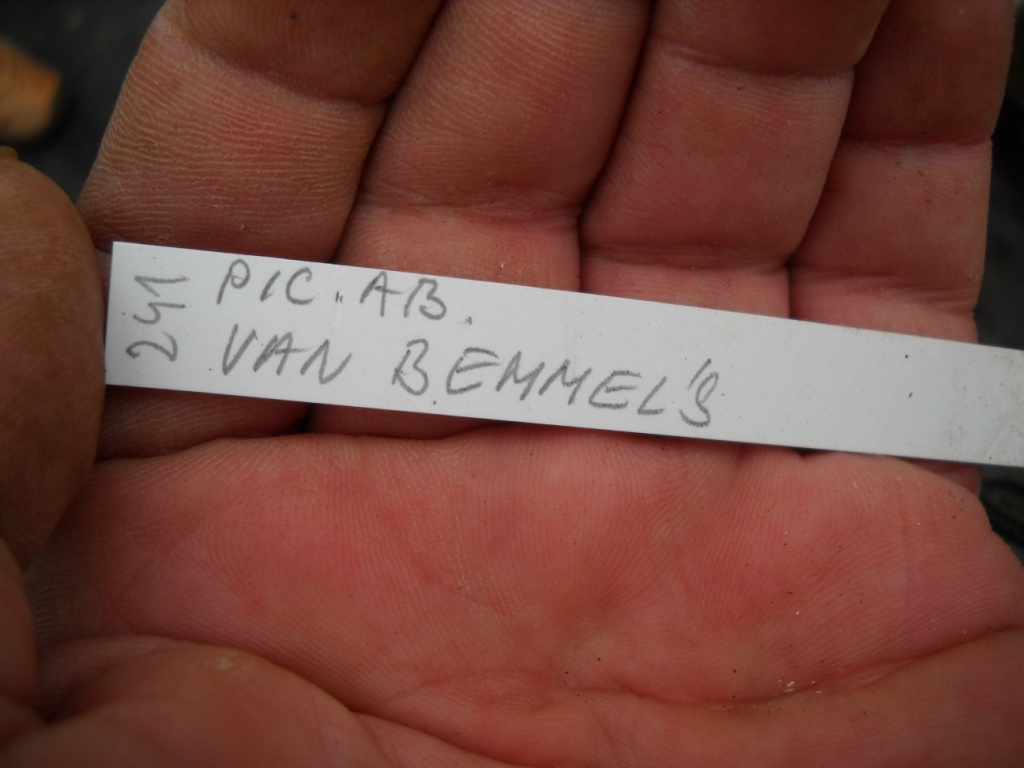 241
PIC. AB.
VAN BEMMEL'S